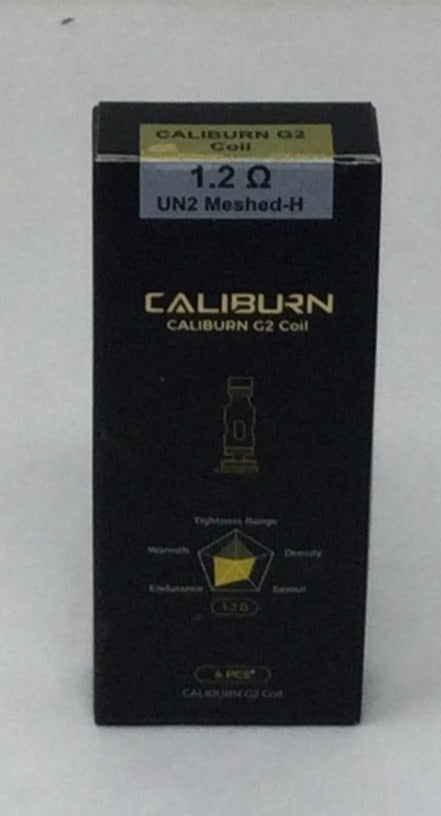 CALIBURN G2
Coil
1.2 Ω
UN2 Meshed-H
CALIBURN
CALIBURN G2 Coil
Tightness Range
Warmth
Density
Endurance
Savour
1.2 Ω
4 PCS*
CALIBURN G2 Coil